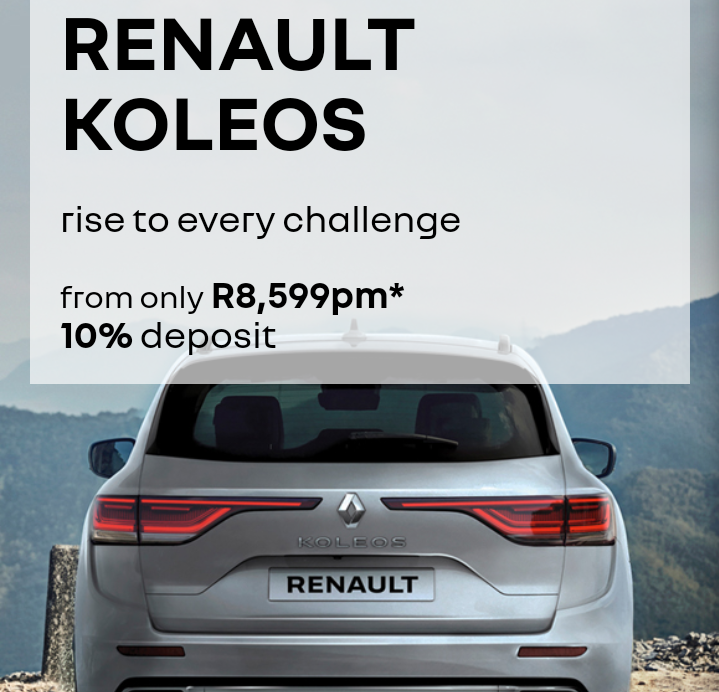 RENAULT
KOLEOS
rise to every challenge
from only R8,599pm*
10% deposit
KOLEOS
RENAULT